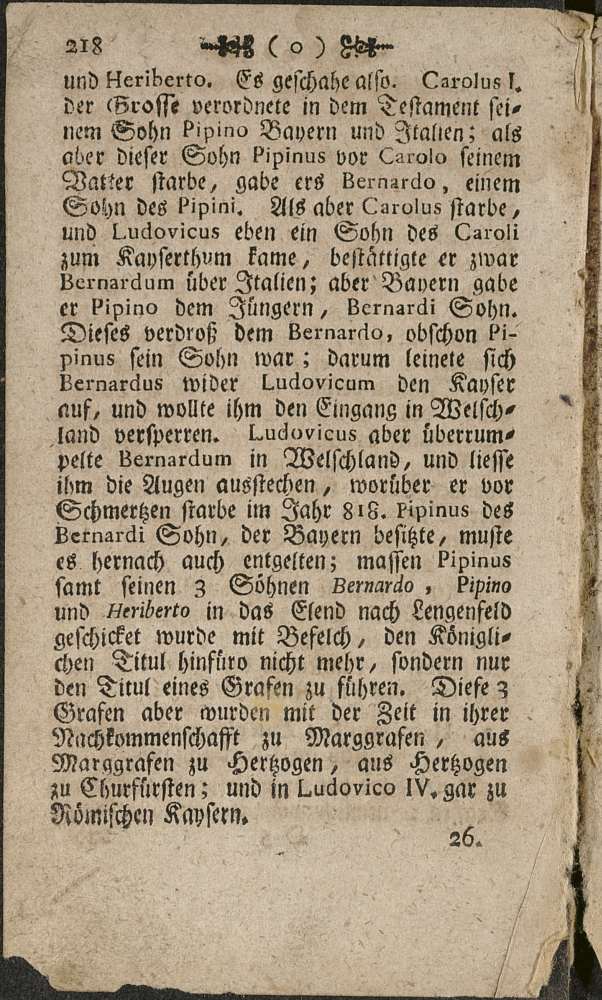 218 ( o )
und Heriberto. Es geschahe also. Carolus I.
der Grosse verordnete in dem Testament sei-
nem Sohn Pipino Bayern und Italien; als
aber dieser Sohn Pipinus vor Carolo seinem
Vatter starbe, gabe ers Bernardo, einem
Sohn des Pipini. Als aber Carolus starbe,
und Ludovicus eben ein Sohn des Caroli
zum Kayserthum kame, bestättigte er zwar
Bernardum über Italien; aber Bayern gabe
er Pipino dem Jüngern, Bernardi Sohn.
Dieses verdroß dem Bernardo, obschon Pi-
pinus sein Sohn war; darum leinete sich
Bernardus wider Ludovicum den Kayser
auf, und wollte ihm den Eingang in Welsch-
land versperren. Ludovicus aber überrum-
pelte Bernardum in Welschland, und liesse
ihm die Augen ausstechen, worüber er vor
Schmertzen starbe im Jahr 818. Pipinus des
Bernardi Sohn, der Bayern besitzte, muste
es hernach auch entgelten; massen Pipinus
samt seinen 3 Söhnen Bernardo, Pipino
und Heriberto in das Elend nach Lengenfeld
geschicket wurde mit Befelch, den Königli-
chen Titul hinfüro nicht mehr, sondern nur
den Titul eines Grafen zu führen. Diese 3
Grafen aber wurden mit der Zeit in ihrer
Nachkommenschafft zu Marggrafen, aus
Marggrafen zu Hertzogen, aus Hertzogen
zu Churfürsten; und in Ludovico IV. gar zu
Römischen Kaysern.
26.